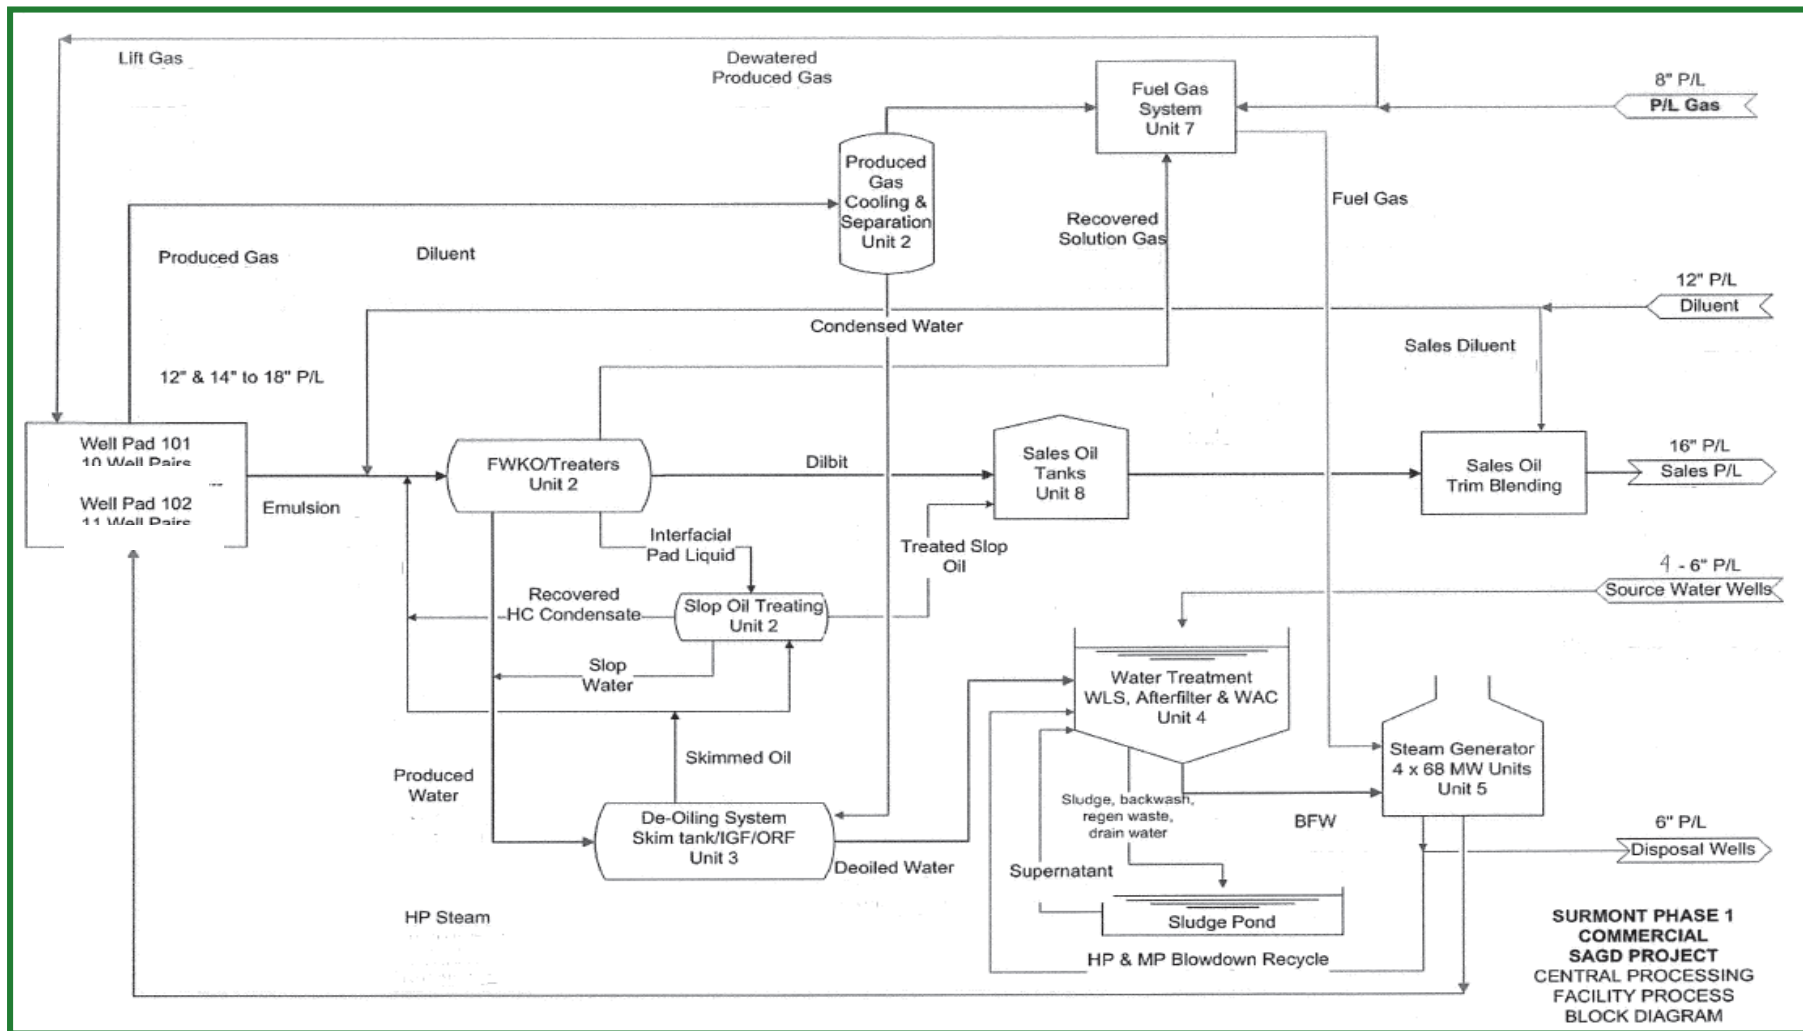 Lift Gas
Dewatered
Produced Gas
Fuel Gas
System
Unit 7
8" P/L
P/L Gas
Produced
Gas
Cooling &
Separation
Unit 2
Fuel Gas
Recovered
Solution Gas
Produced Gas
Diluent
12" P/L
Diluent
Condensed Water
Sales Diluent
12" & 14" to 18" P/L
Well Pad 101
10 Well Pairs
Well Pad 102
11 Well Pairs
Emulsion
FWKO/Treaters
Unit 2
Dilbit
Sales Oil
Tanks
Unit 8
Sales Oil
Trim Blending
16" P/L
Sales P/L
Interfacial
Pad Liquid
Treated Slop
Oil
4 - 6" P/L
Source Water Wells
Recovered
HC Condensate
Slop Oil Treating
Unit 2
Slop
Water
Water Treatment
WLS, Afterfilter & WAC
Unit 4
Steam Generator
4 x 68 MW Units
Unit 5
Skimmed Oil
Produced
Water
De-Oiling System
Skim tank/IGF/ORF
Unit 3
Deoiled Water
Sludge, backwash,
regen waste,
drain water
BFW
6" P/L
Disposal Wells
Supernatant
Sludge Pond
HP Steam
HP & MP Blowdown Recycle
SURMONT PHASE 1
COMMERCIAL
SAGD PROJECT
CENTRAL PROCESSING
FACILITY PROCESS
BLOCK DIAGRAM